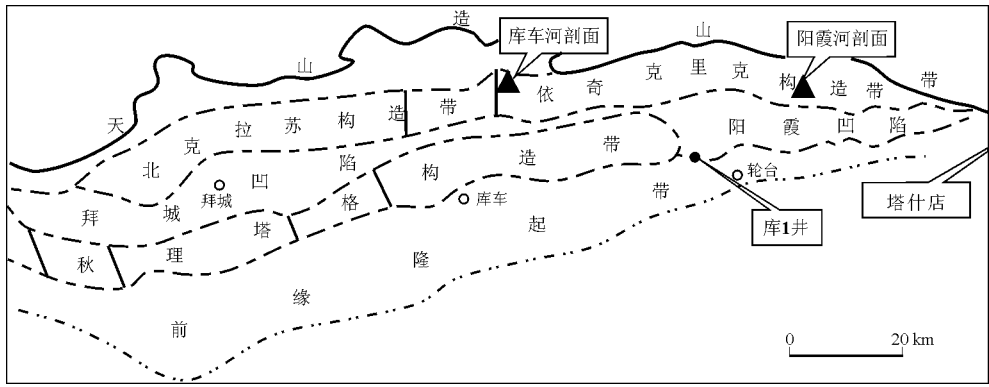 天山造山带
库车河剖面
阳霞河剖面
北克拉苏构造带
依奇克里克构造带
阳霞凹陷
拜城凹陷
拜城
秋理塔格构造带
库车
轮台
塔什店
库1井
前缘隆起带
0 20 km